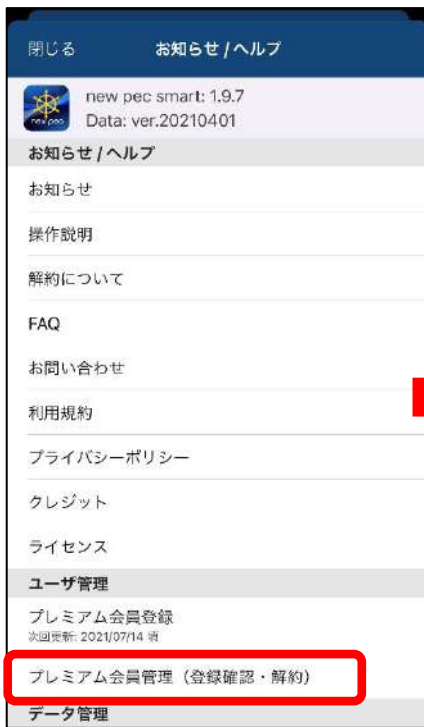 閉じる お知らせ / ヘルプ
new pec smart: 1.9.7
Data: ver.20210401
new pec
お知らせ / ヘルプ
お知らせ
操作説明
解約について
FAQ
お問い合わせ
利用規約
プライバシーポリシー
クレジット
ライセンス
ユーザ管理
プレミアム会員登録
次回更新: 2021/07/14 頃
プレミアム会員管理（登録確認・解約）
データ管理